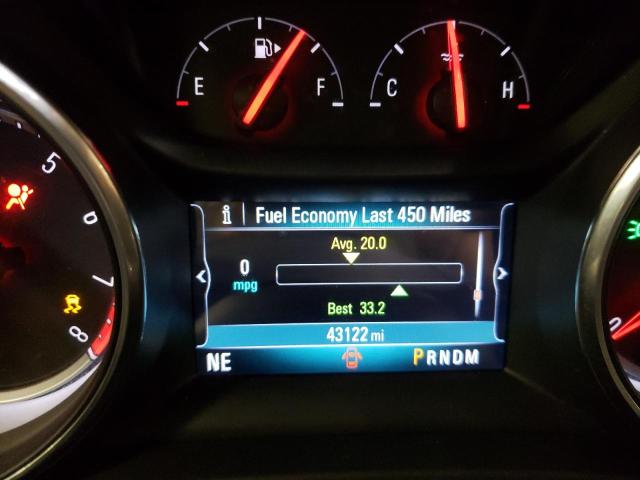 E F
C H
5
6
7
8
i Fuel Economy Last 450 Miles
Avg. 20.0
0
mpg
Best 33.2
43122 mi
NE PRNDM
0